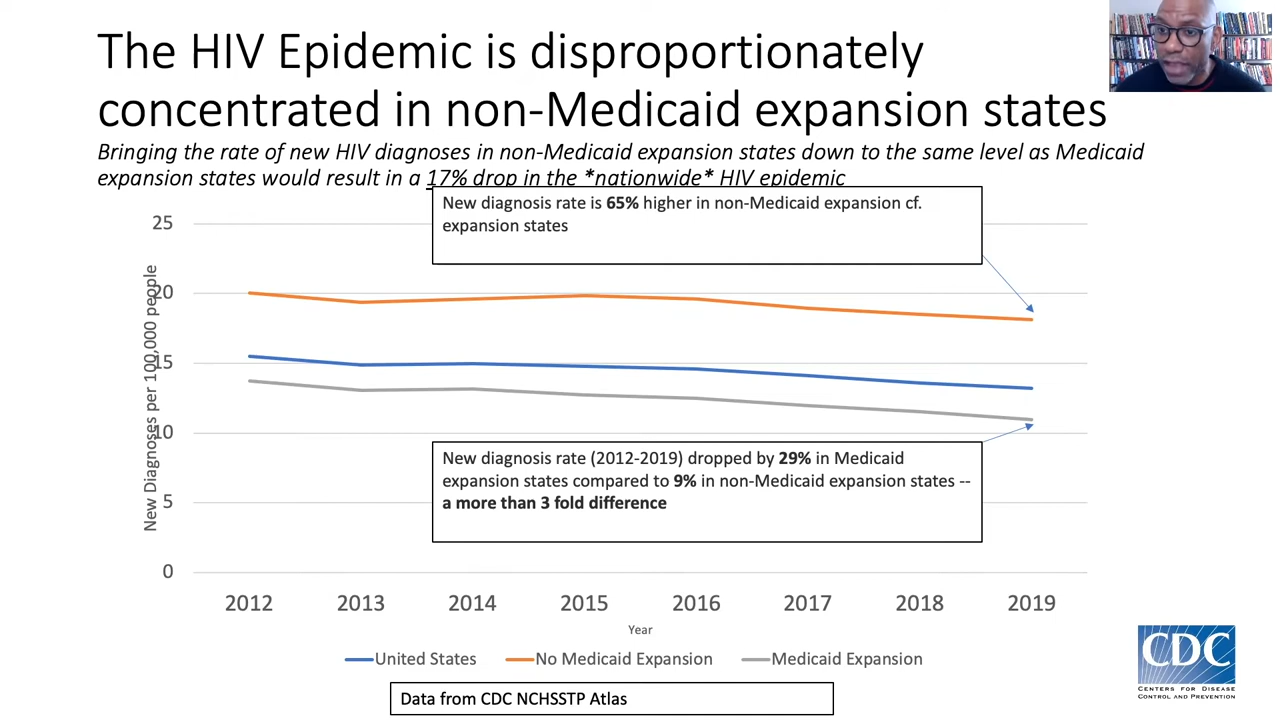 The HIV Epidemic is disproportionately
concentrated in non-Medicaid expansion states
Bringing the rate of new HIV diagnoses in non-Medicaid expansion states down to the same level as Medicaid
expansion states would result in a 17% drop in the *nationwide* HIV epidemic
New diagnosis rate is 65% higher in non-Medicaid expansion cf.
expansion states
New Diagnoses per 100,000 people
25
20
15
10
5
0
New diagnosis rate (2012-2019) dropped by 29% in Medicaid
expansion states compared to 9% in non-Medicaid expansion states --
a more than 3 fold difference
2012 2013 2014 2015 2016 2017 2018 2019
Year
United States No Medicaid Expansion Medicaid Expansion
Data from CDC NCHSSTP Atlas
CDC
CENTERS FOR DISEASE
CONTROL AND PREVENTION